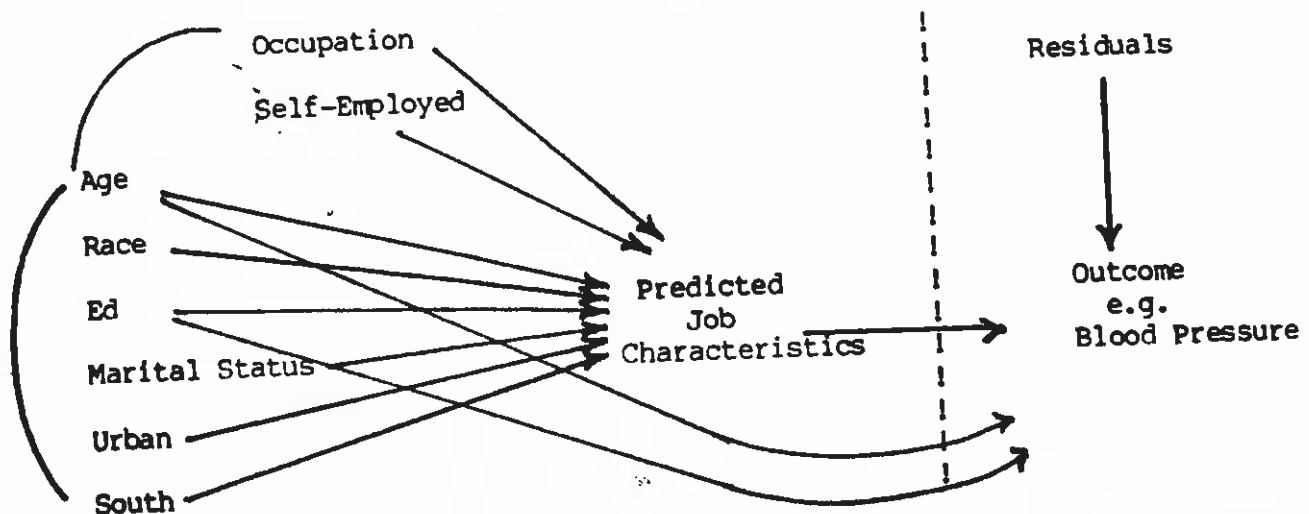 Occupation
Self-Employed
Age
Race
Ed
Marital Status
Urban
South
Predicted
Job
Characteristics
Residuals
Outcome
e.g.
Blood Pressure